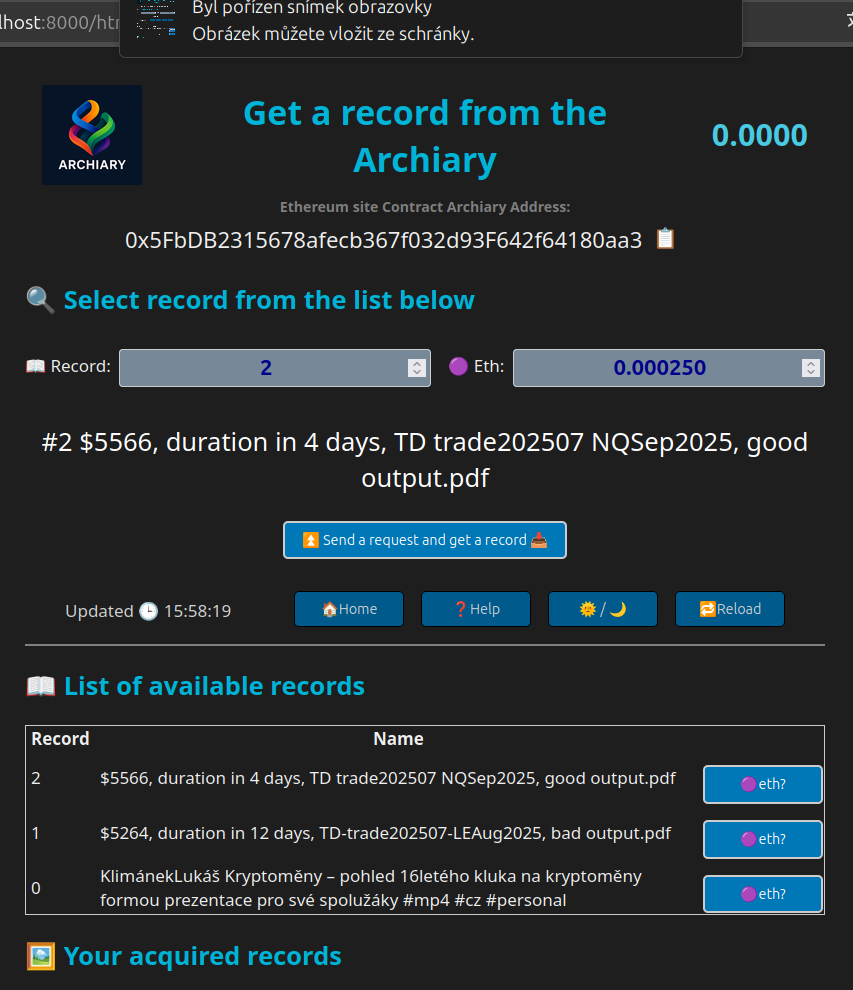 Byl pořízen snímek obrazovky
Obrázek můžete vložit ze schránky.
lhost:8000/htm
ARCHIARY
Get a record from the
Archiary
0.0000
Ethereum site Contract Archiary Address:
0x5FbDB2315678afecb367f032d93F642f64180aa3 📋
🔍 Select record from the list below
📖 Record: 2 🟣 Eth: 0.000250
#2 $5566, duration in 4 days, TD trade202507 NQSep2025, good
output.pdf
⏫ Send a request and get a record 📥
Updated 🕒 15:58:19 🏠Home ❓Help 🌞 / 🌙 🔁Reload
📖 List of available records
Record Name
2 $5566, duration in 4 days, TD trade202507 NQSep2025, good output.pdf 🟣eth?
1 $5264, duration in 12 days, TD-trade202507-LEAug2025, bad output.pdf 🟣eth?
0 KlimánekLukáš Kryptoměny – pohled 16letého kluka na kryptoměny
formou prezentace pro své spolužáky #mp4 #cz #personal 🟣eth?
🖼️ Your acquired records